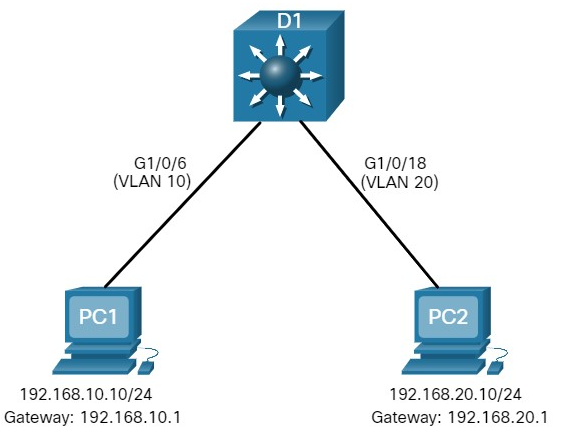 D1
G1/0/6
(VLAN 10)
G1/0/18
(VLAN 20)
PC1
PC2
192.168.10.10/24
Gateway: 192.168.10.1
192.168.20.10/24
Gateway: 192.168.20.1